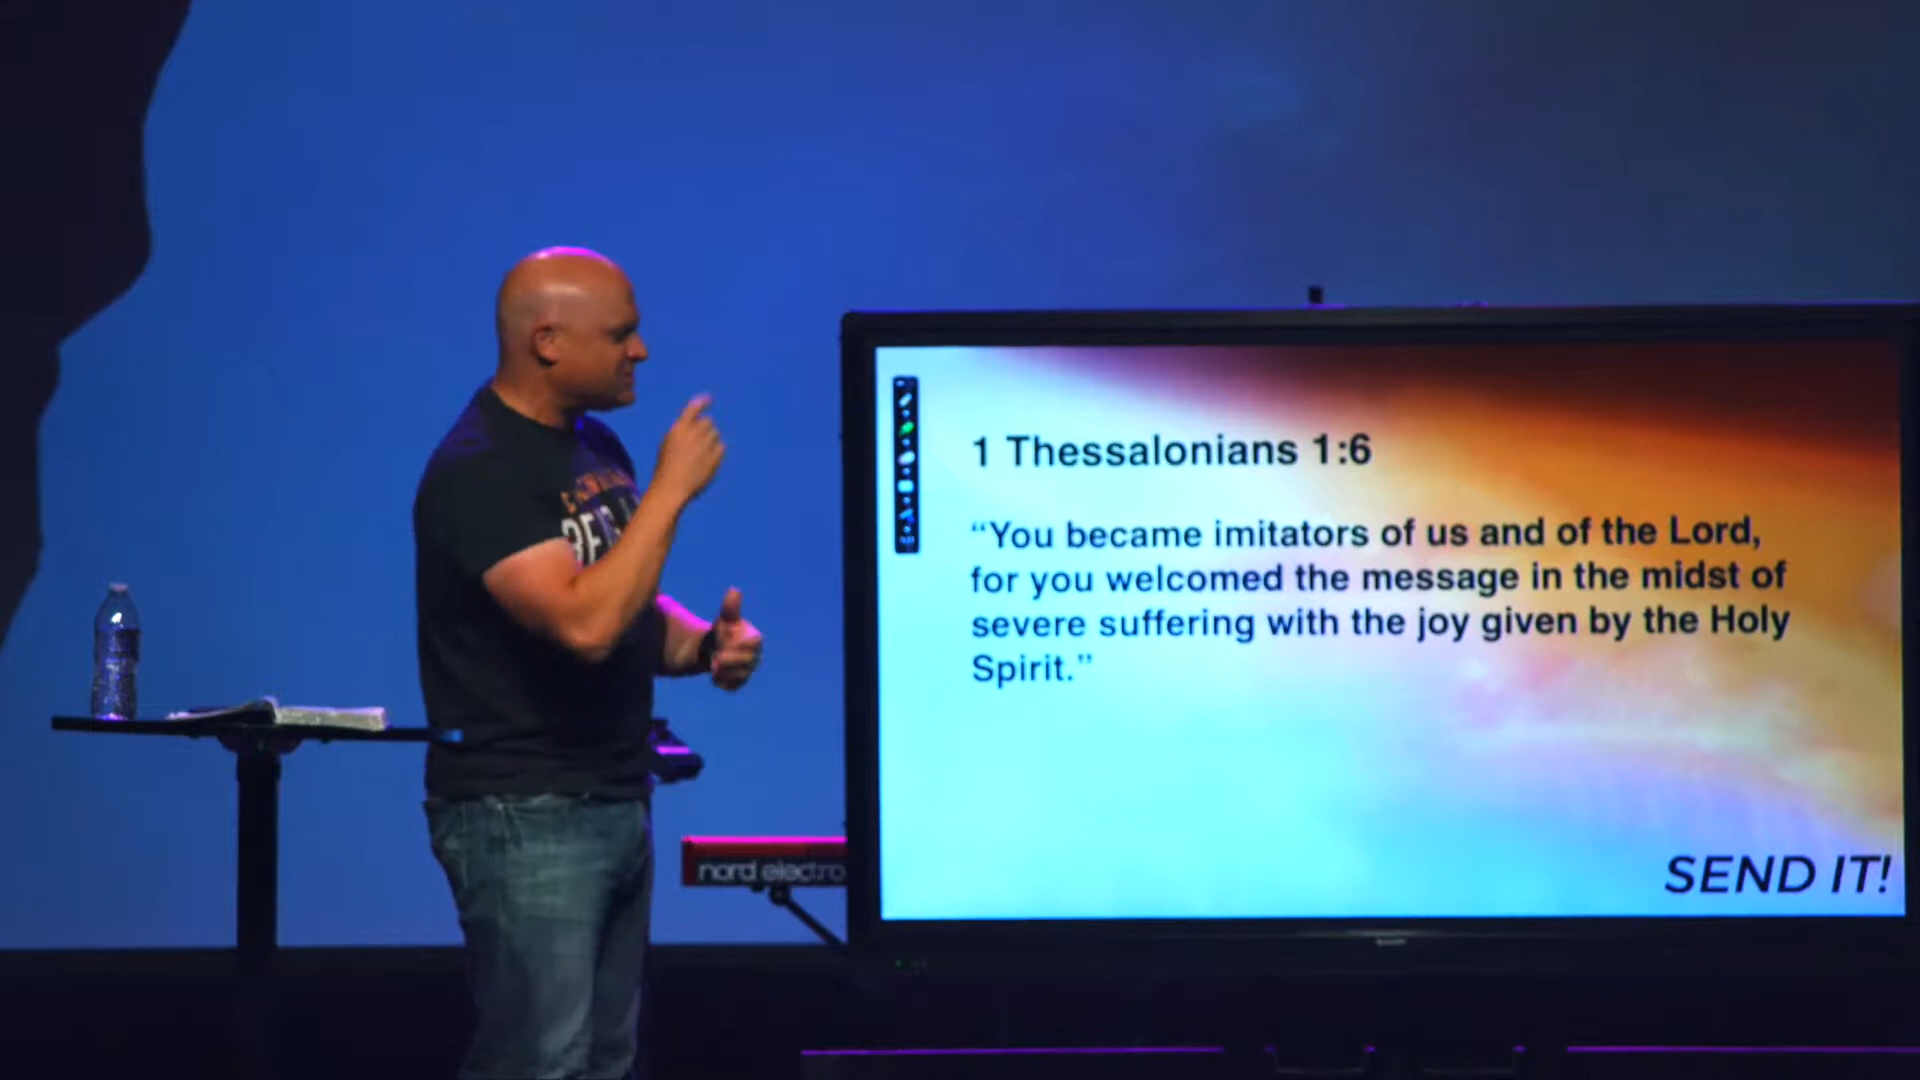 1 Thessalonians 1:6
“You became imitators of us and of the Lord,
for you welcomed the message in the midst of
severe suffering with the joy given by the Holy
Spirit.”
SEND IT!
nord electro